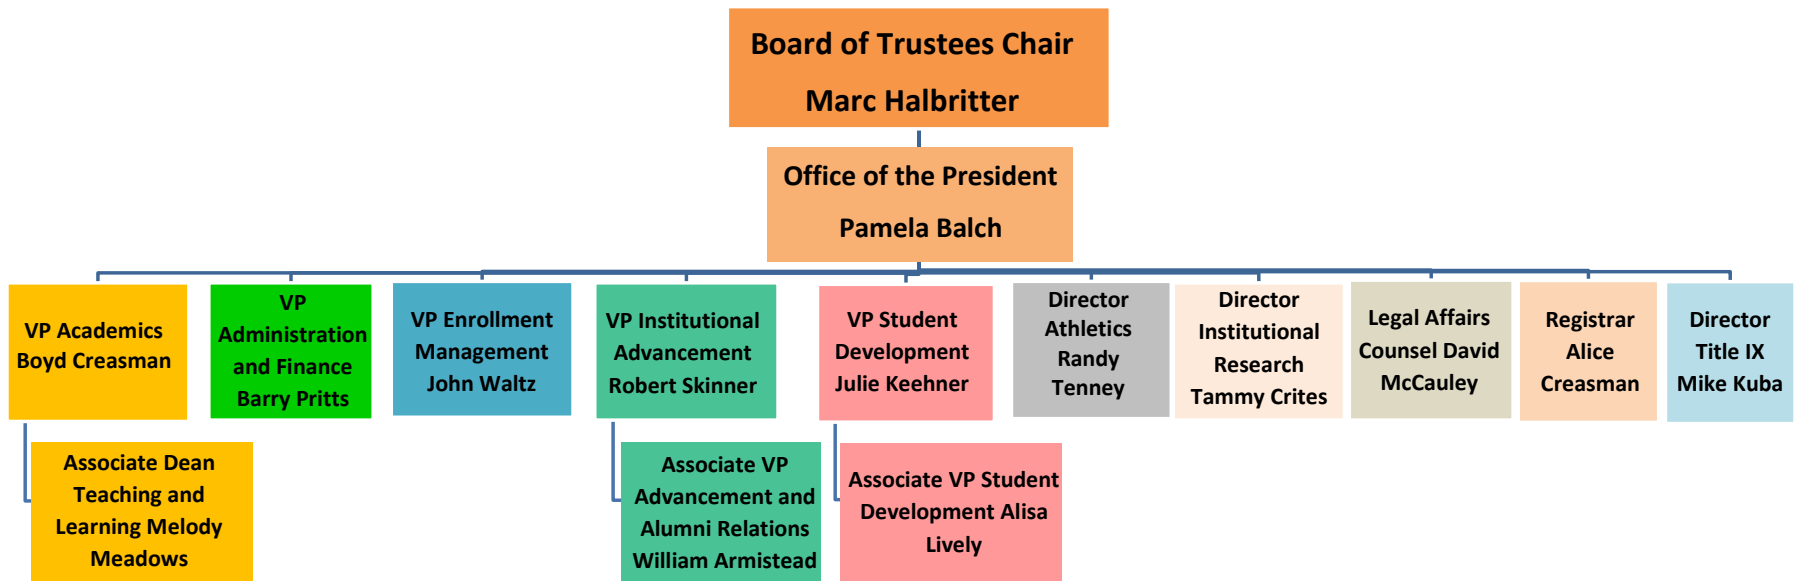 Board of Trustees Chair
Marc Halbritter
Office of the President
Pamela Balch
VP Academics
Boyd Creasman
VP
Administration
and Finance
Barry Pritts
VP Enrollment
Management
John Waltz
VP Institutional
Advancement
Robert Skinner
VP Student
Development
Julie Keehner
Director
Athletics
Randy
Tenney
Director
Institutional
Research
Tammy Crites
Legal Affairs
Counsel David
McCauley
Registrar
Alice
Creasman
Director
Title IX
Mike Kuba
Associate Dean
Teaching and
Learning Melody
Meadows
Associate VP
Advancement and
Alumni Relations
William Armistead
Associate VP Student
Development Alisa
Lively